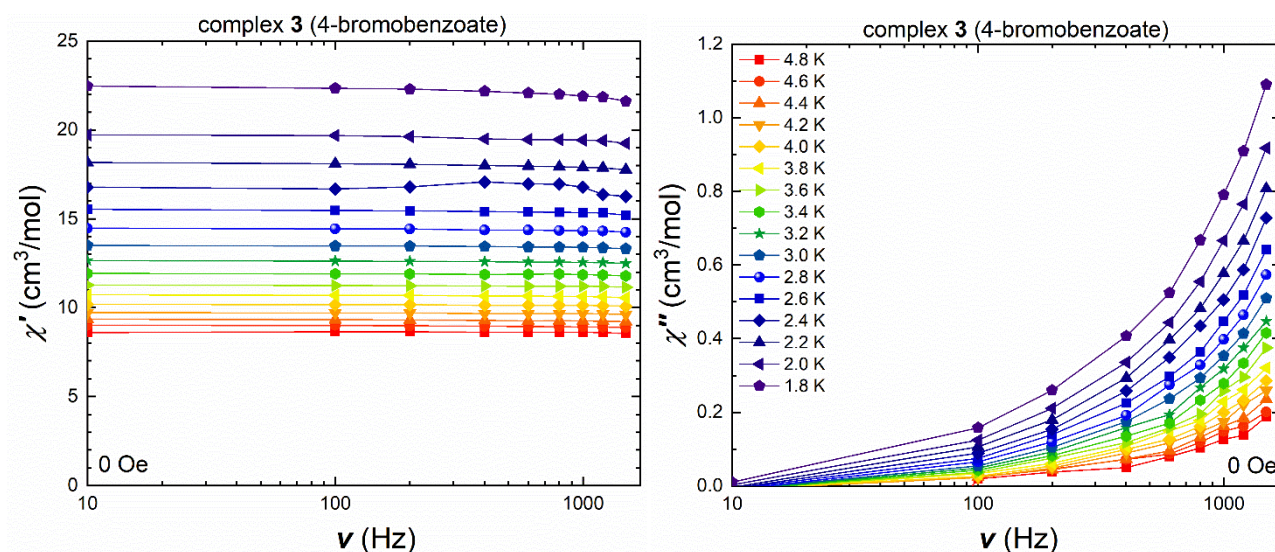 complex 3 (4-bromobenzoate)
25
20
15
10
5
0
χ' (cm³/mol)
0 Oe
10
100
1000
ν (Hz)
complex 3 (4-bromobenzoate)
1.2
1.0
0.8
0.6
0.4
0.2
0.0
χ'' (cm³/mol)
4.8 K
4.6 K
4.4 K
4.2 K
4.0 K
3.8 K
3.6 K
3.4 K
3.2 K
3.0 K
2.8 K
2.6 K
2.4 K
2.2 K
2.0 K
1.8 K
0 Oe
10
100
1000
ν (Hz)